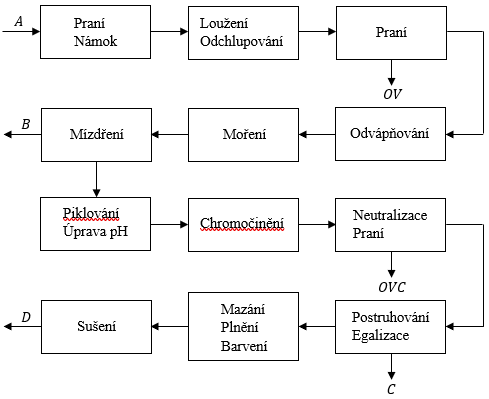 A
Praní
Námok
Loužení
Odchlupování
Praní
OV
B
Mízdření
Moření
Odvápňování
Piklování
Úprava pH
Chromočinění
Neutralizace
Praní
OVC
D
Sušení
Mazání
Plnění
Barvení
Postruhování
Egalizace
C